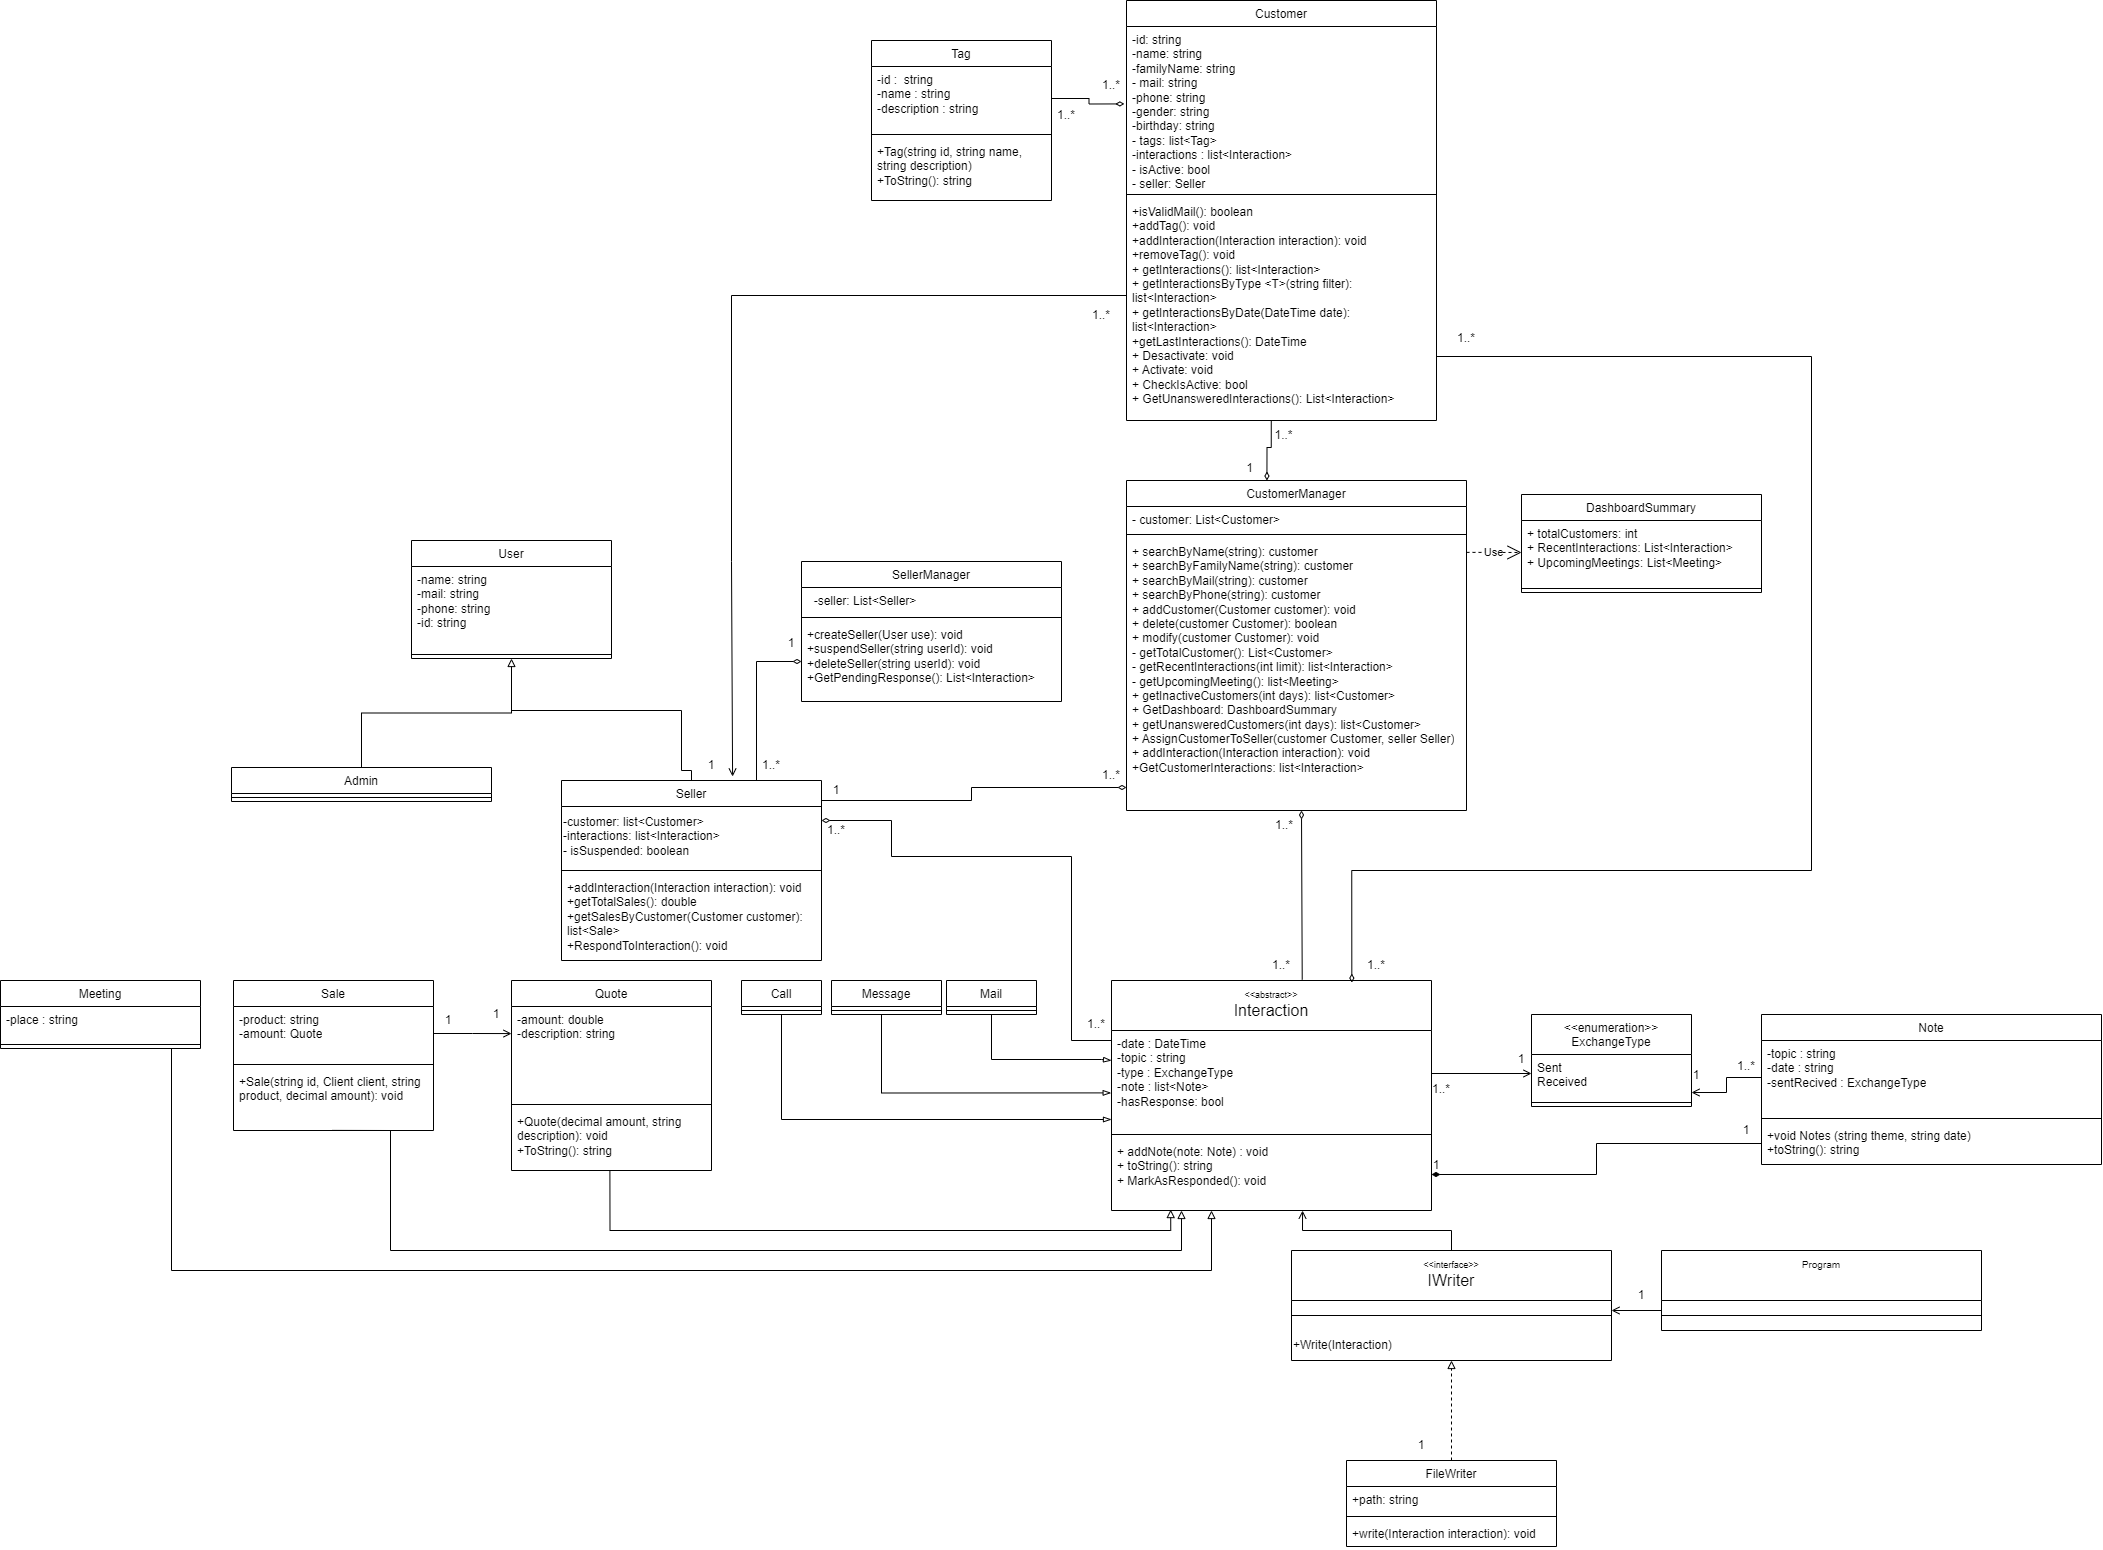 Customer
-id: string
-name: string
-familyName: string
- mail: string
-phone: string
-gender: string
-birthday: string
- tags: list<Tag>
-interactions : list<Interaction>
- isActive: bool
- seller: Seller
+isValidMail(): boolean
+addTag(): void
+addInteraction(Interaction interaction): void
+removeTag(): void
+ getInteractions(): list<Interaction>
+ getInteractionsByType <T>(string filter):
list<Interaction>
+ getInteractionsByDate(DateTime date):
list<Interaction>
+getLastInteractions(): DateTime
+ Desactivate: void
+ Activate: void
+ CheckIsActive: bool
+ GetUnansweredInteractions(): List<Interaction>
Tag
-id :  string
-name : string
-description : string
+Tag(string id, string name,
string description)
+ToString(): string
1..*
1..*
1..*
1..*
1..*
1
CustomerManager
- customer: List<Customer>
+ searchByName(string): customer
+ searchByFamilyName(string): customer
+ searchByMail(string): customer
+ searchByPhone(string): customer
+ addCustomer(Customer customer): void
+ delete(customer Customer): boolean
+ modify(customer Customer): void
- getTotalCustomer(): List<Customer>
- getRecentInteractions(int limit): list<Interaction>
- getUpcomingMeeting(): list<Meeting>
+ getInactiveCustomers(int days): list<Customer>
+ GetDashboard: DashboardSummary
+ getUnansweredCustomers(int days): list<Customer>
+ AssignCustomerToSeller(customer Customer, seller Seller)
+ addInteraction(Interaction interaction): void
+GetCustomerInteractions: list<Interaction>
Use
DashboardSummary
+ totalCustomers: int
+ RecentInteractions: List<Interaction>
+ UpcomingMeetings: List<Meeting>
User
-name: string
-mail: string
-phone: string
-id: string
SellerManager
-seller: List<Seller>
+createSeller(User use): void
+suspendSeller(string userId): void
+deleteSeller(string userId): void
+GetPendingResponse(): List<Interaction>
1
1
1..*
Admin
Seller
-customer: list<Customer>
-interactions: list<Interaction>
- isSuspended: boolean
+addInteraction(Interaction interaction): void
+getTotalSales(): double
+getSalesByCustomer(Customer customer):
list<Sale>
+RespondToInteraction(): void
1
1..*
1..*
1..*
1..*
1..*
1..*
Meeting
-place : string
Sale
-product: string
-amount: Quote
+Sale(string id, Client client, string
product, decimal amount): void
1
1
Quote
-amount: double
-description: string
+Quote(decimal amount, string
description): void
+ToString(): string
Call
Message
Mail
<<abstract>>
Interaction
-date : DateTime
-topic : string
-type : ExchangeType
-note : list<Note>
-hasResponse: bool
+ addNote(note: Note) : void
+ toString(): string
+ MarkAsResponded(): void
1
1..*
<<enumeration>>
ExchangeType
Sent
Received
1
1..*
Note
-topic : string
-date : string
-sentRecived : ExchangeType
+void Notes (string theme, string date)
+toString(): string
1
1
<<interface>>
IWriter
+Write(Interaction)
1
Program
1
FileWriter
+path: string
+write(Interaction interaction): void